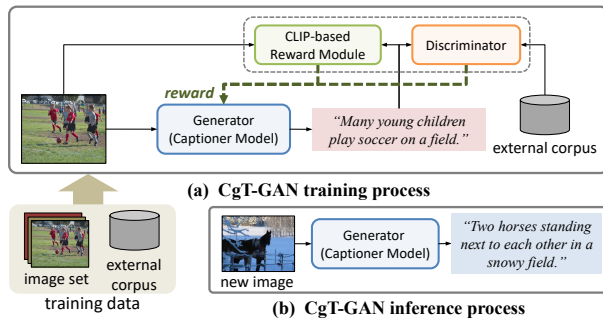 CLIP-based
Reward Module
Discriminator
reward
Generator
(Captioner Model)
“Many young children
play soccer on a field.”
external corpus
(a) CgT-GAN training process
image set
external
corpus
training data
new image
Generator
(Captioner Model)
“Two horses standing
next to each other in a
snowy field.”
(b) CgT-GAN inference process